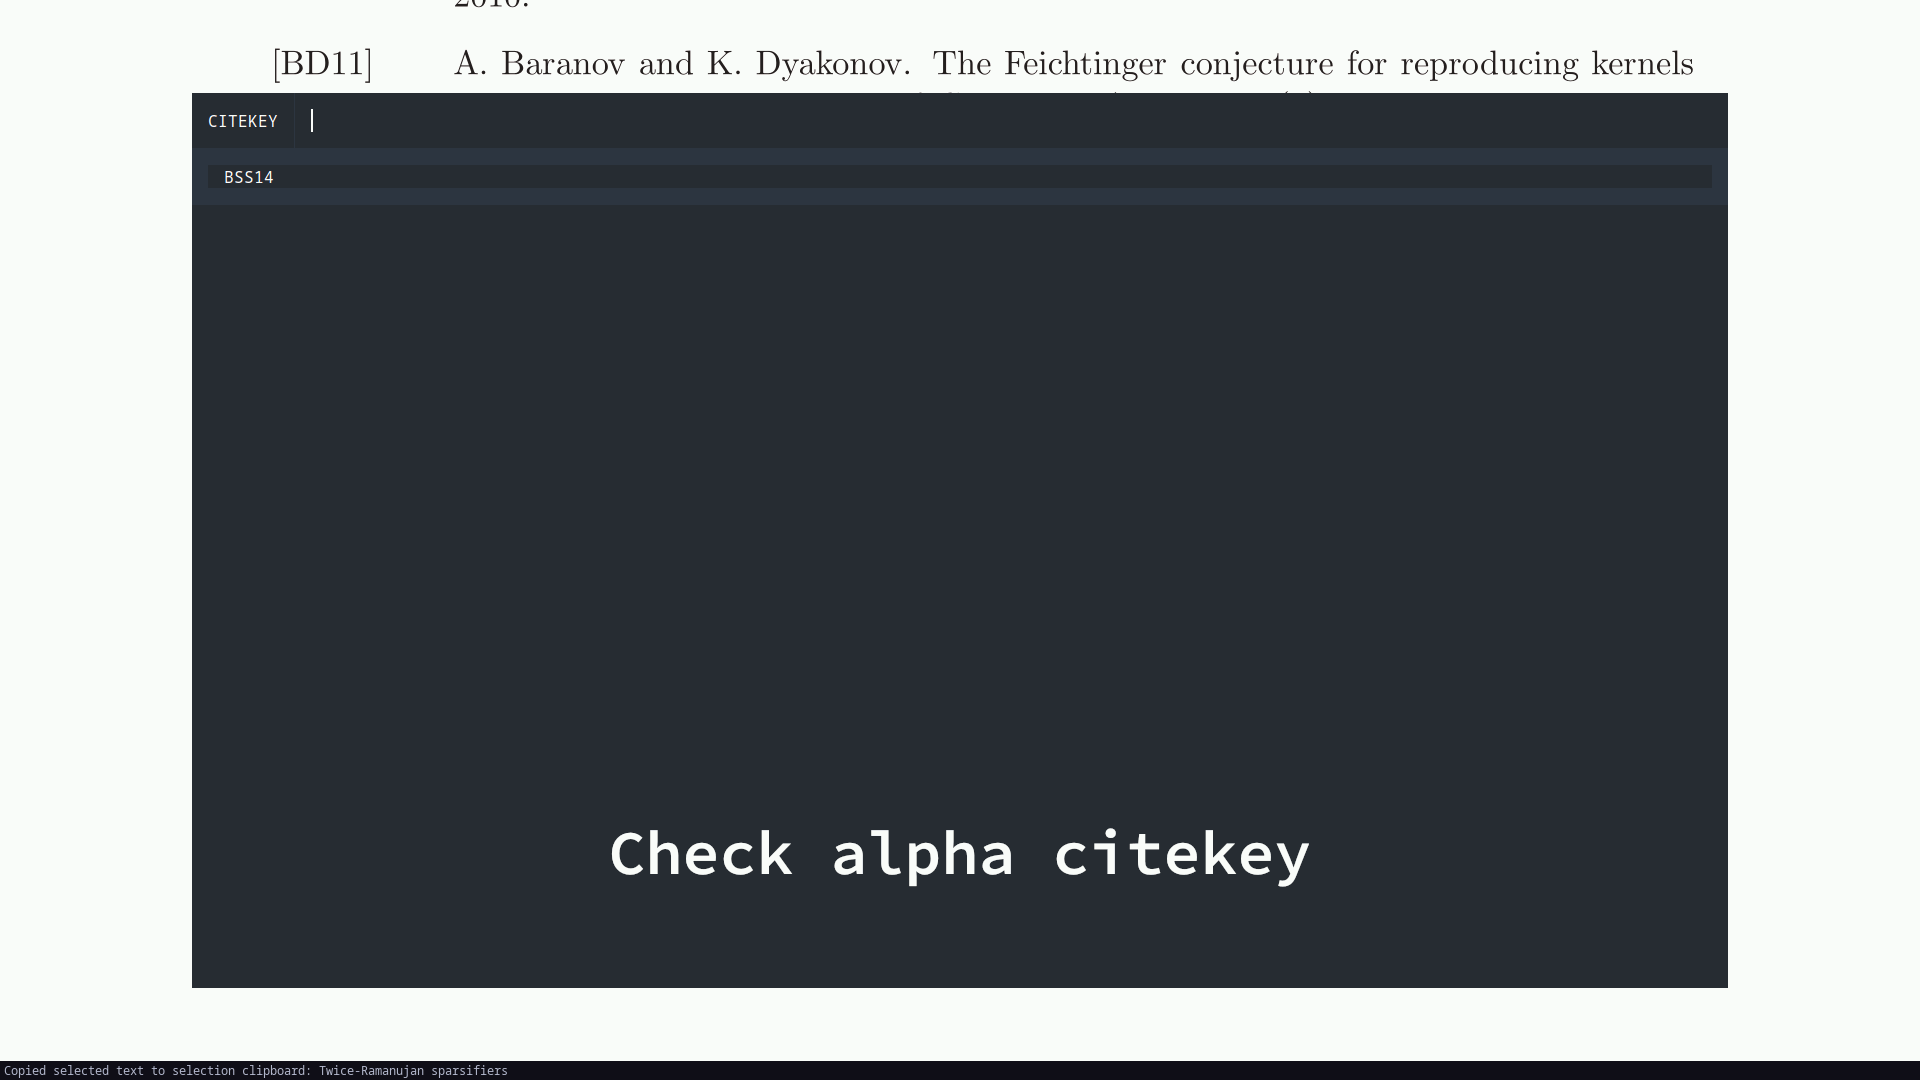 2010.
[BD11] A. Baranov and K. Dyakonov. The Feichtinger conjecture for reproducing kernels
CITEKEY
BSS14
Check alpha citekey
Copied selected text to selection clipboard: Twice-Ramanujan sparsifiers